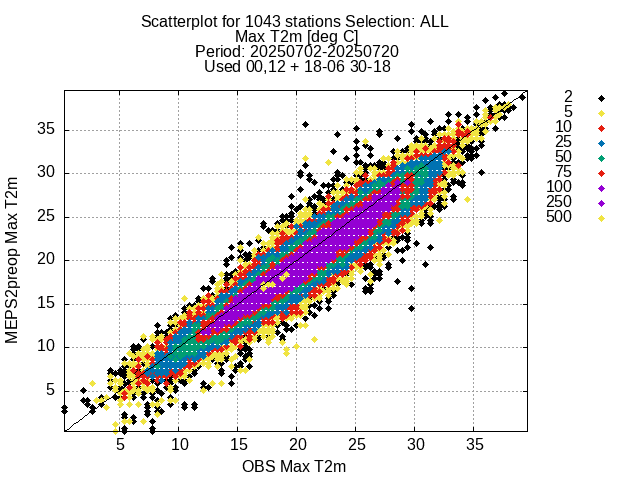 Scatterplot for 1043 stations Selection: ALL
Max T2m [deg C]
Period: 20250702-20250720
Used 00,12 + 18-06 30-18
2
5
10
25
50
75
100
250
500
35
30
25
20
15
10
5
MEPS2preop Max T2m
5 10 15 20 25 30 35
OBS Max T2m